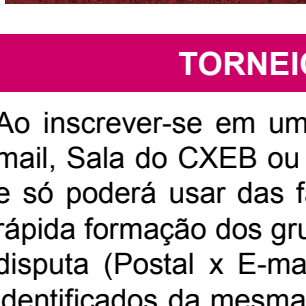 TORNEI
Ao inscrever-se em um
mail, Sala do CXEB ou
e só poderá usar das
rápida formação dos
disputa (Postal x
identificados da mesma